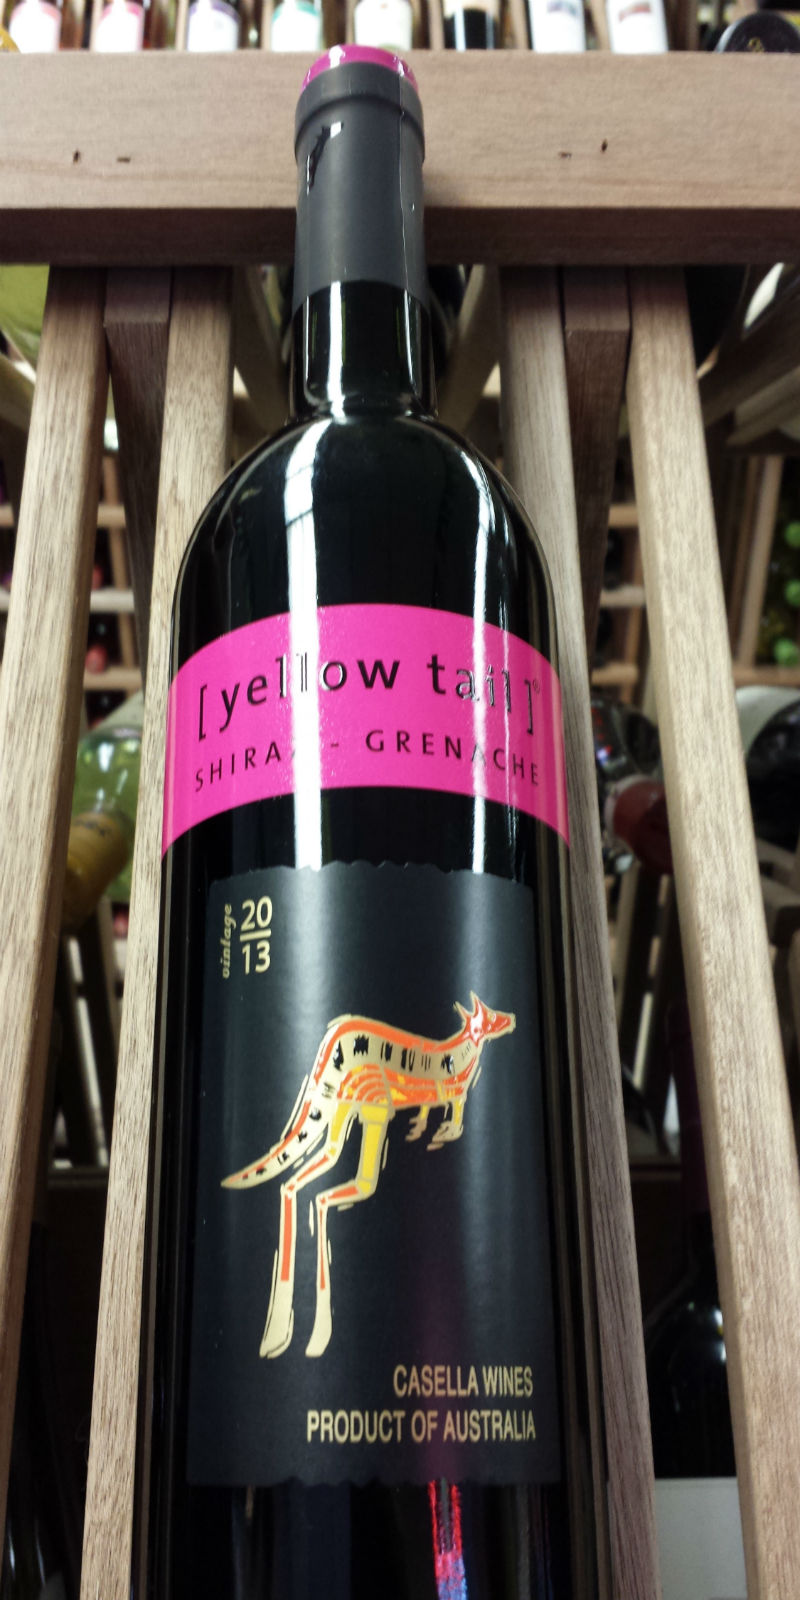 [ yellow tail ]®
SHIRAZ - GRENACHE
vintage
20
13
CASELLA WINES
PRODUCT OF AUSTRALIA